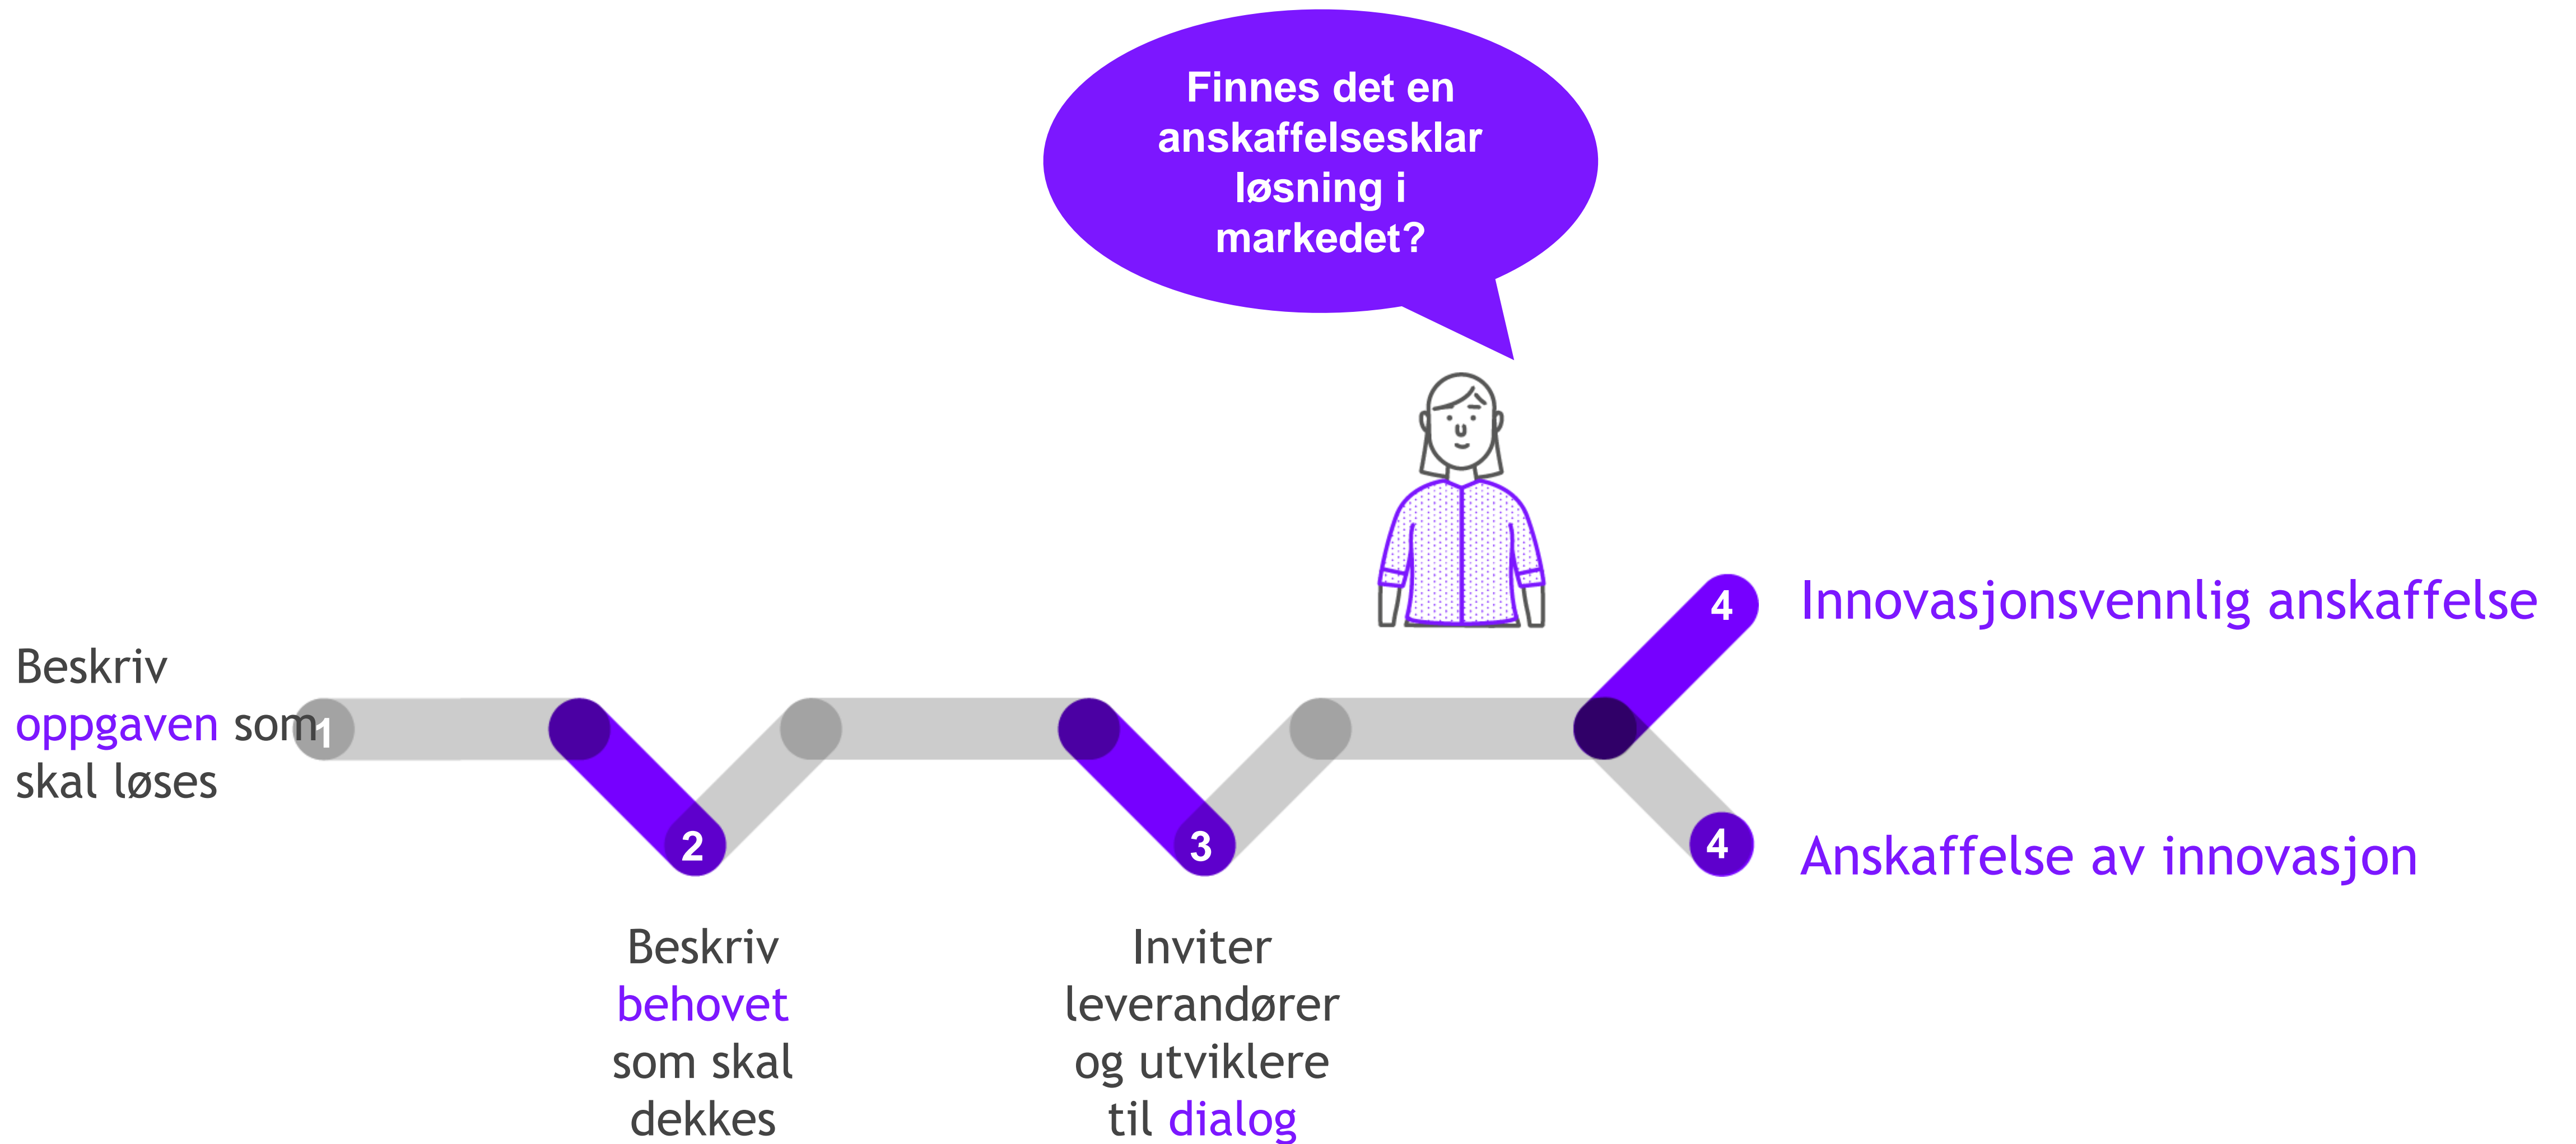 Finnes det en
anskaffelsesklar
løsning i
markedet?
Beskriv
oppgaven som
skal løses
1
2
3
4
Innovasjonsvennlig anskaffelse
4
Anskaffelse av innovasjon
Beskriv
behovet
som skal
dekkes
Inviter
leverandører
og utviklere
til dialog